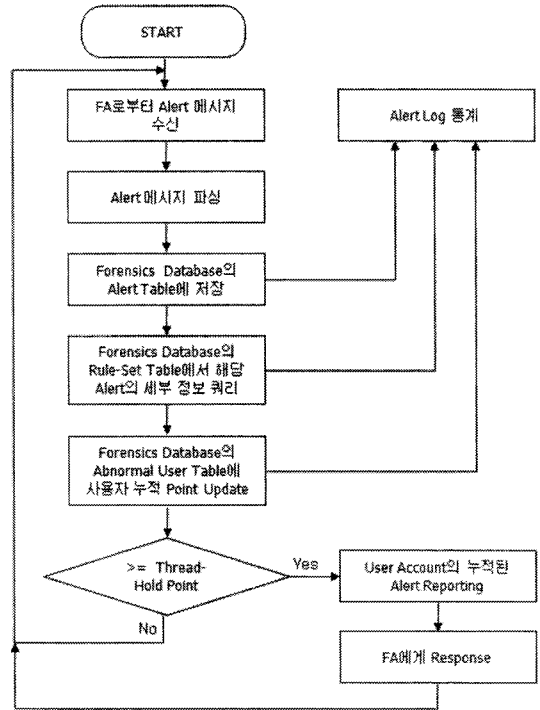 START
FA로부터 Alert 메시지
수신
Alert Log 통계
Alert 메시지 파싱
Forensics Database의
Alert Table에 저장
Forensics Database의
Rule-Set Table에서 해당
Alert의 세부 정보 쿼리
Forensics Database의
Abnormal User Table에
사용자 누적 Point Update
>= Thread-
Hold Point
Yes
User Account의 누적된
Alert Reporting
No
FA에게 Response